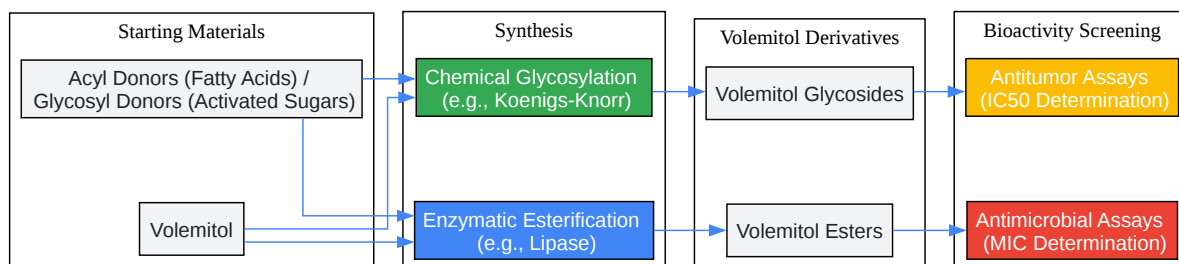 Starting Materials
Acyl Donors (Fatty Acids) /
Glycosyl Donors (Activated Sugars)
Volemitol
Synthesis
Chemical Glycosylation
(e.g., Koenigs-Knorr)
Enzymatic Esterification
(e.g., Lipase)
Volemitol Derivatives
Volemitol Glycosides
Volemitol Esters
Bioactivity Screening
Antitumor Assays
(IC50 Determination)
Antimicrobial Assays
(MIC Determination)